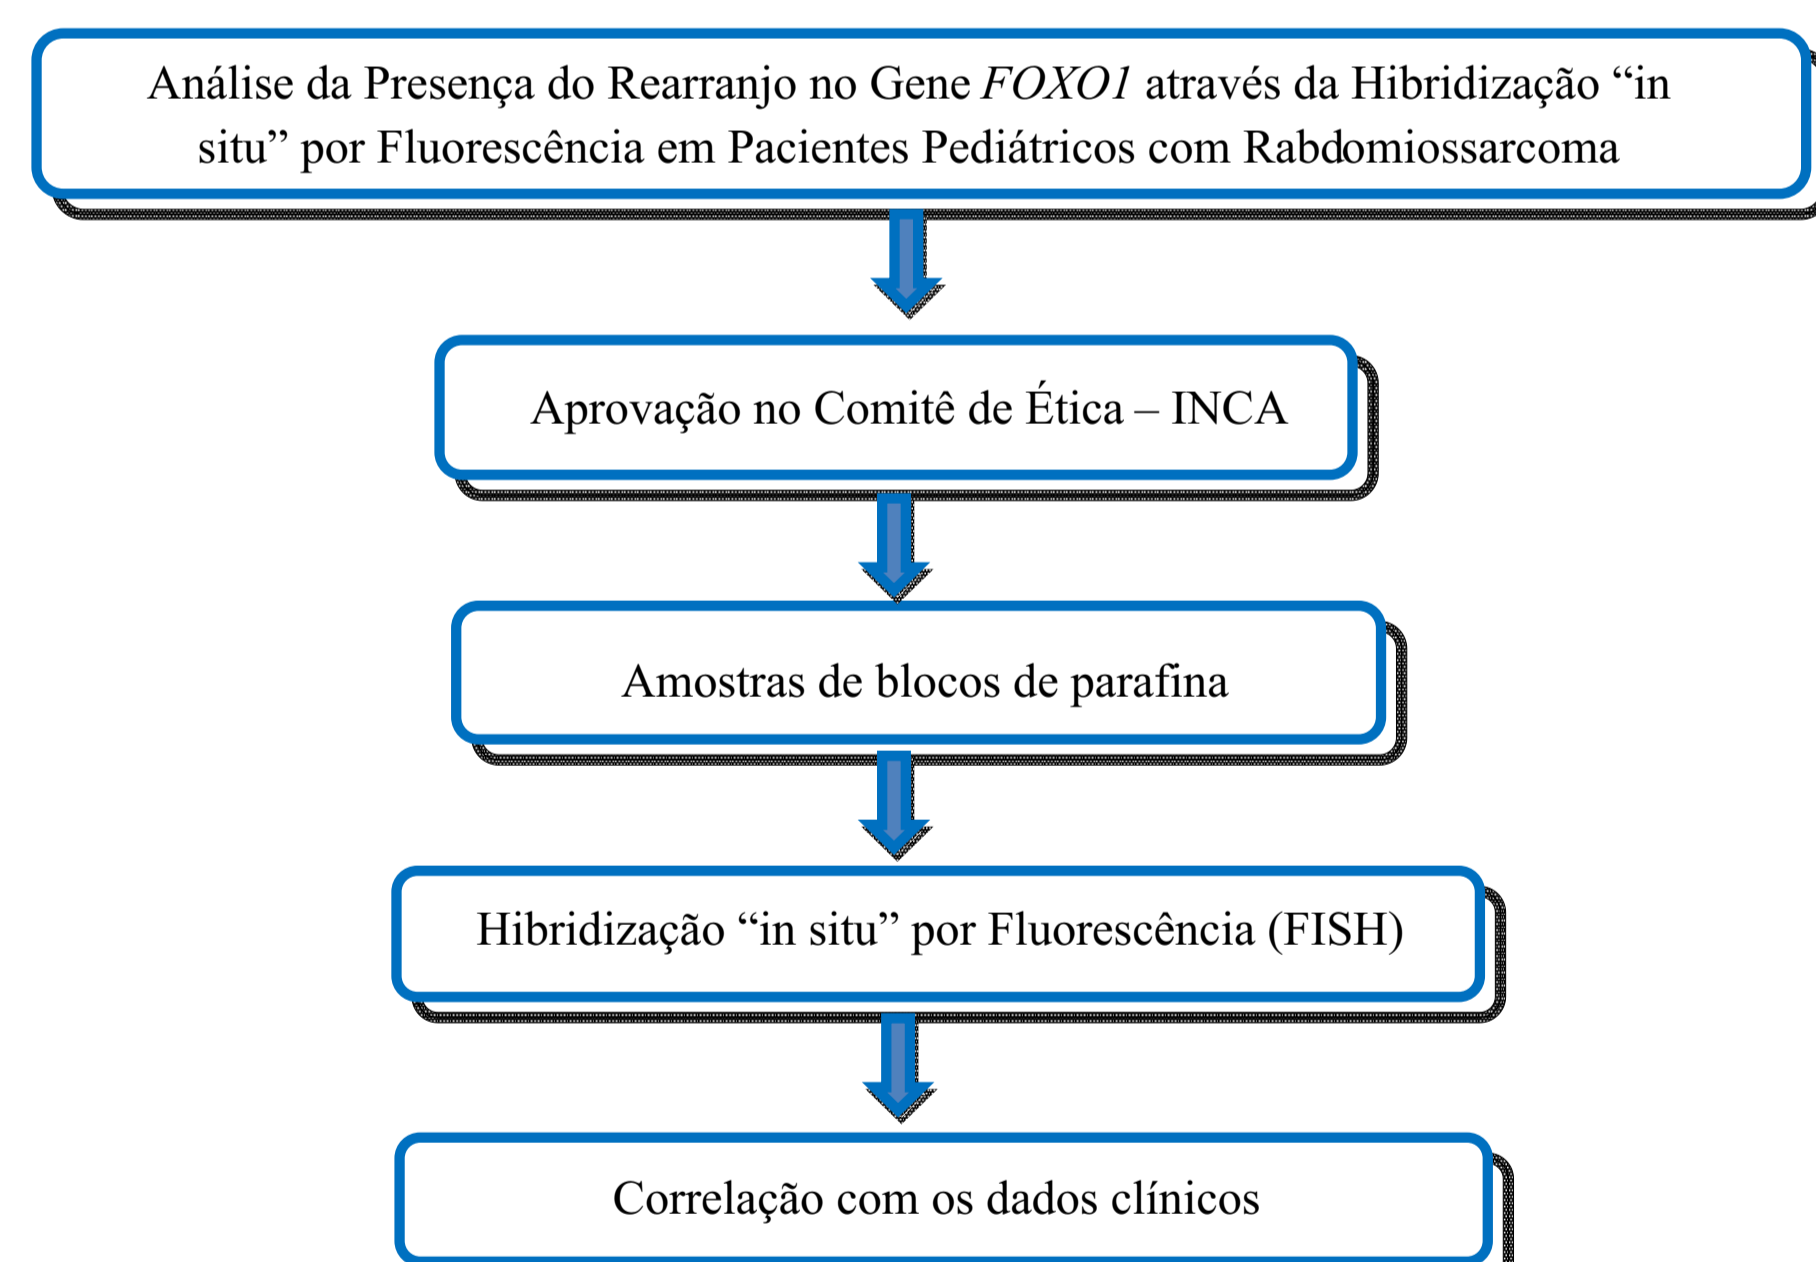 Análise da Presença do Rearranjo no Gene FOXO1 através da Hibridização “in
situ” por Fluorescência em Pacientes Pediátricos com Rabdomiossarcoma
Aprovação no Comitê de Ética – INCA
Amostras de blocos de parafina
Hibridização “in situ” por Fluorescência (FISH)
Correlação com os dados clínicos